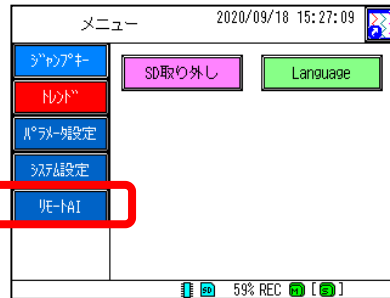 メニュー
2020/09/18 15:27:09
ｼﾞｬﾝﾌﾟｷｰ
SD取り外し
Language
ﾄﾚﾝﾄﾞ
ﾊﾟﾗﾒｰﾀ設定
ｼｽﾃﾑ設定
ﾘﾓｰﾄAI
SD 59% REC [M] [S]